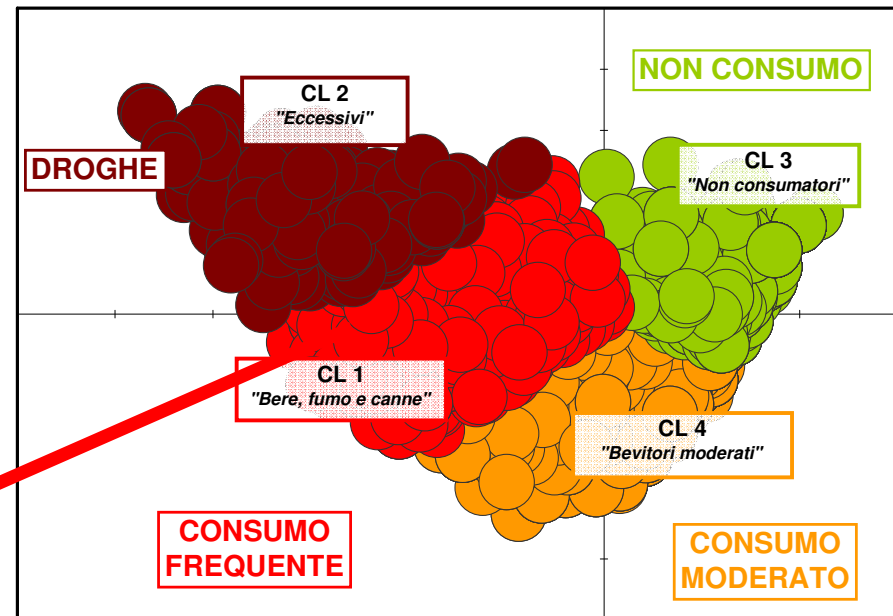 NON CONSUMO
CL 2
"Eccessivi"
DROGHE
CL 3
"Non consumatori"
CL 1
"Bere, fumo e canne"
CL 4
"Bevitori moderati"
CONSUMO
FREQUENTE
CONSUMO
MODERATO